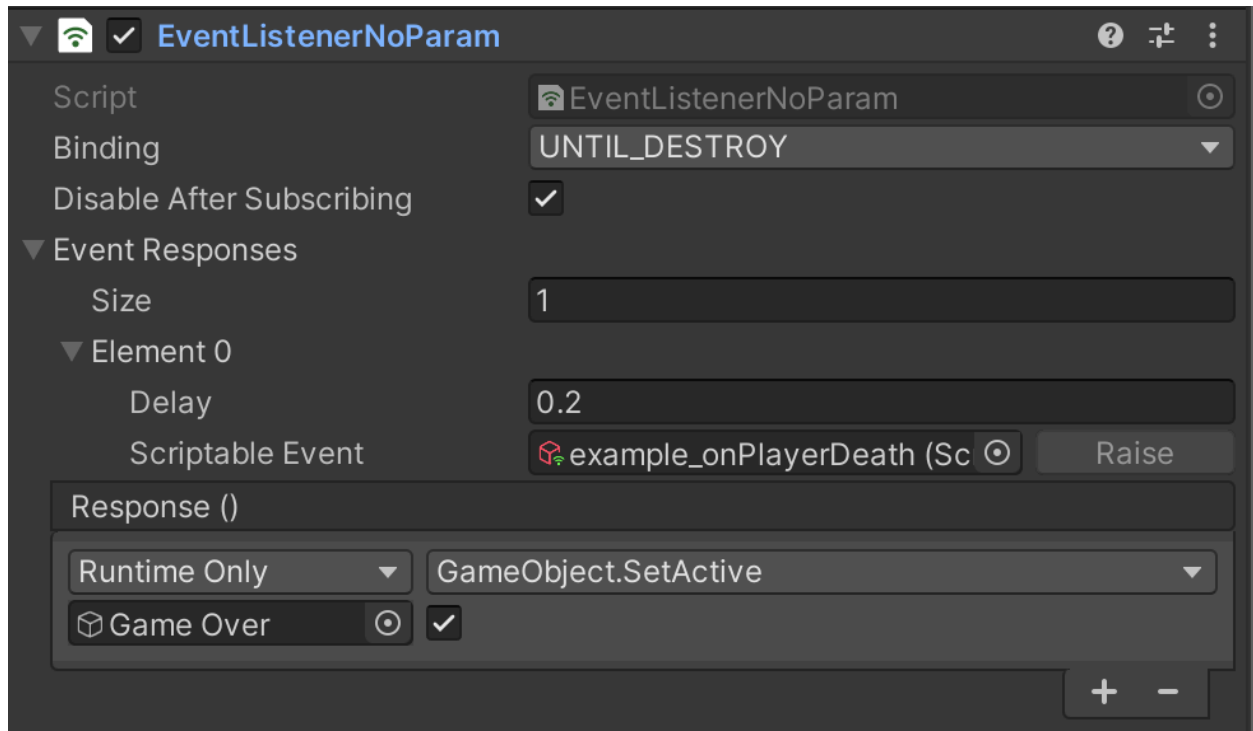 EventListenerNoParam
Script EventListenerNoParam
Binding UNTIL_DESTROY
Disable After Subscribing
Event Responses
Size 1
Element 0
Delay 0.2
Scriptable Event example_onPlayerDeath (Sc Raise
Response ()
Runtime Only GameObject.SetActive
Game Over